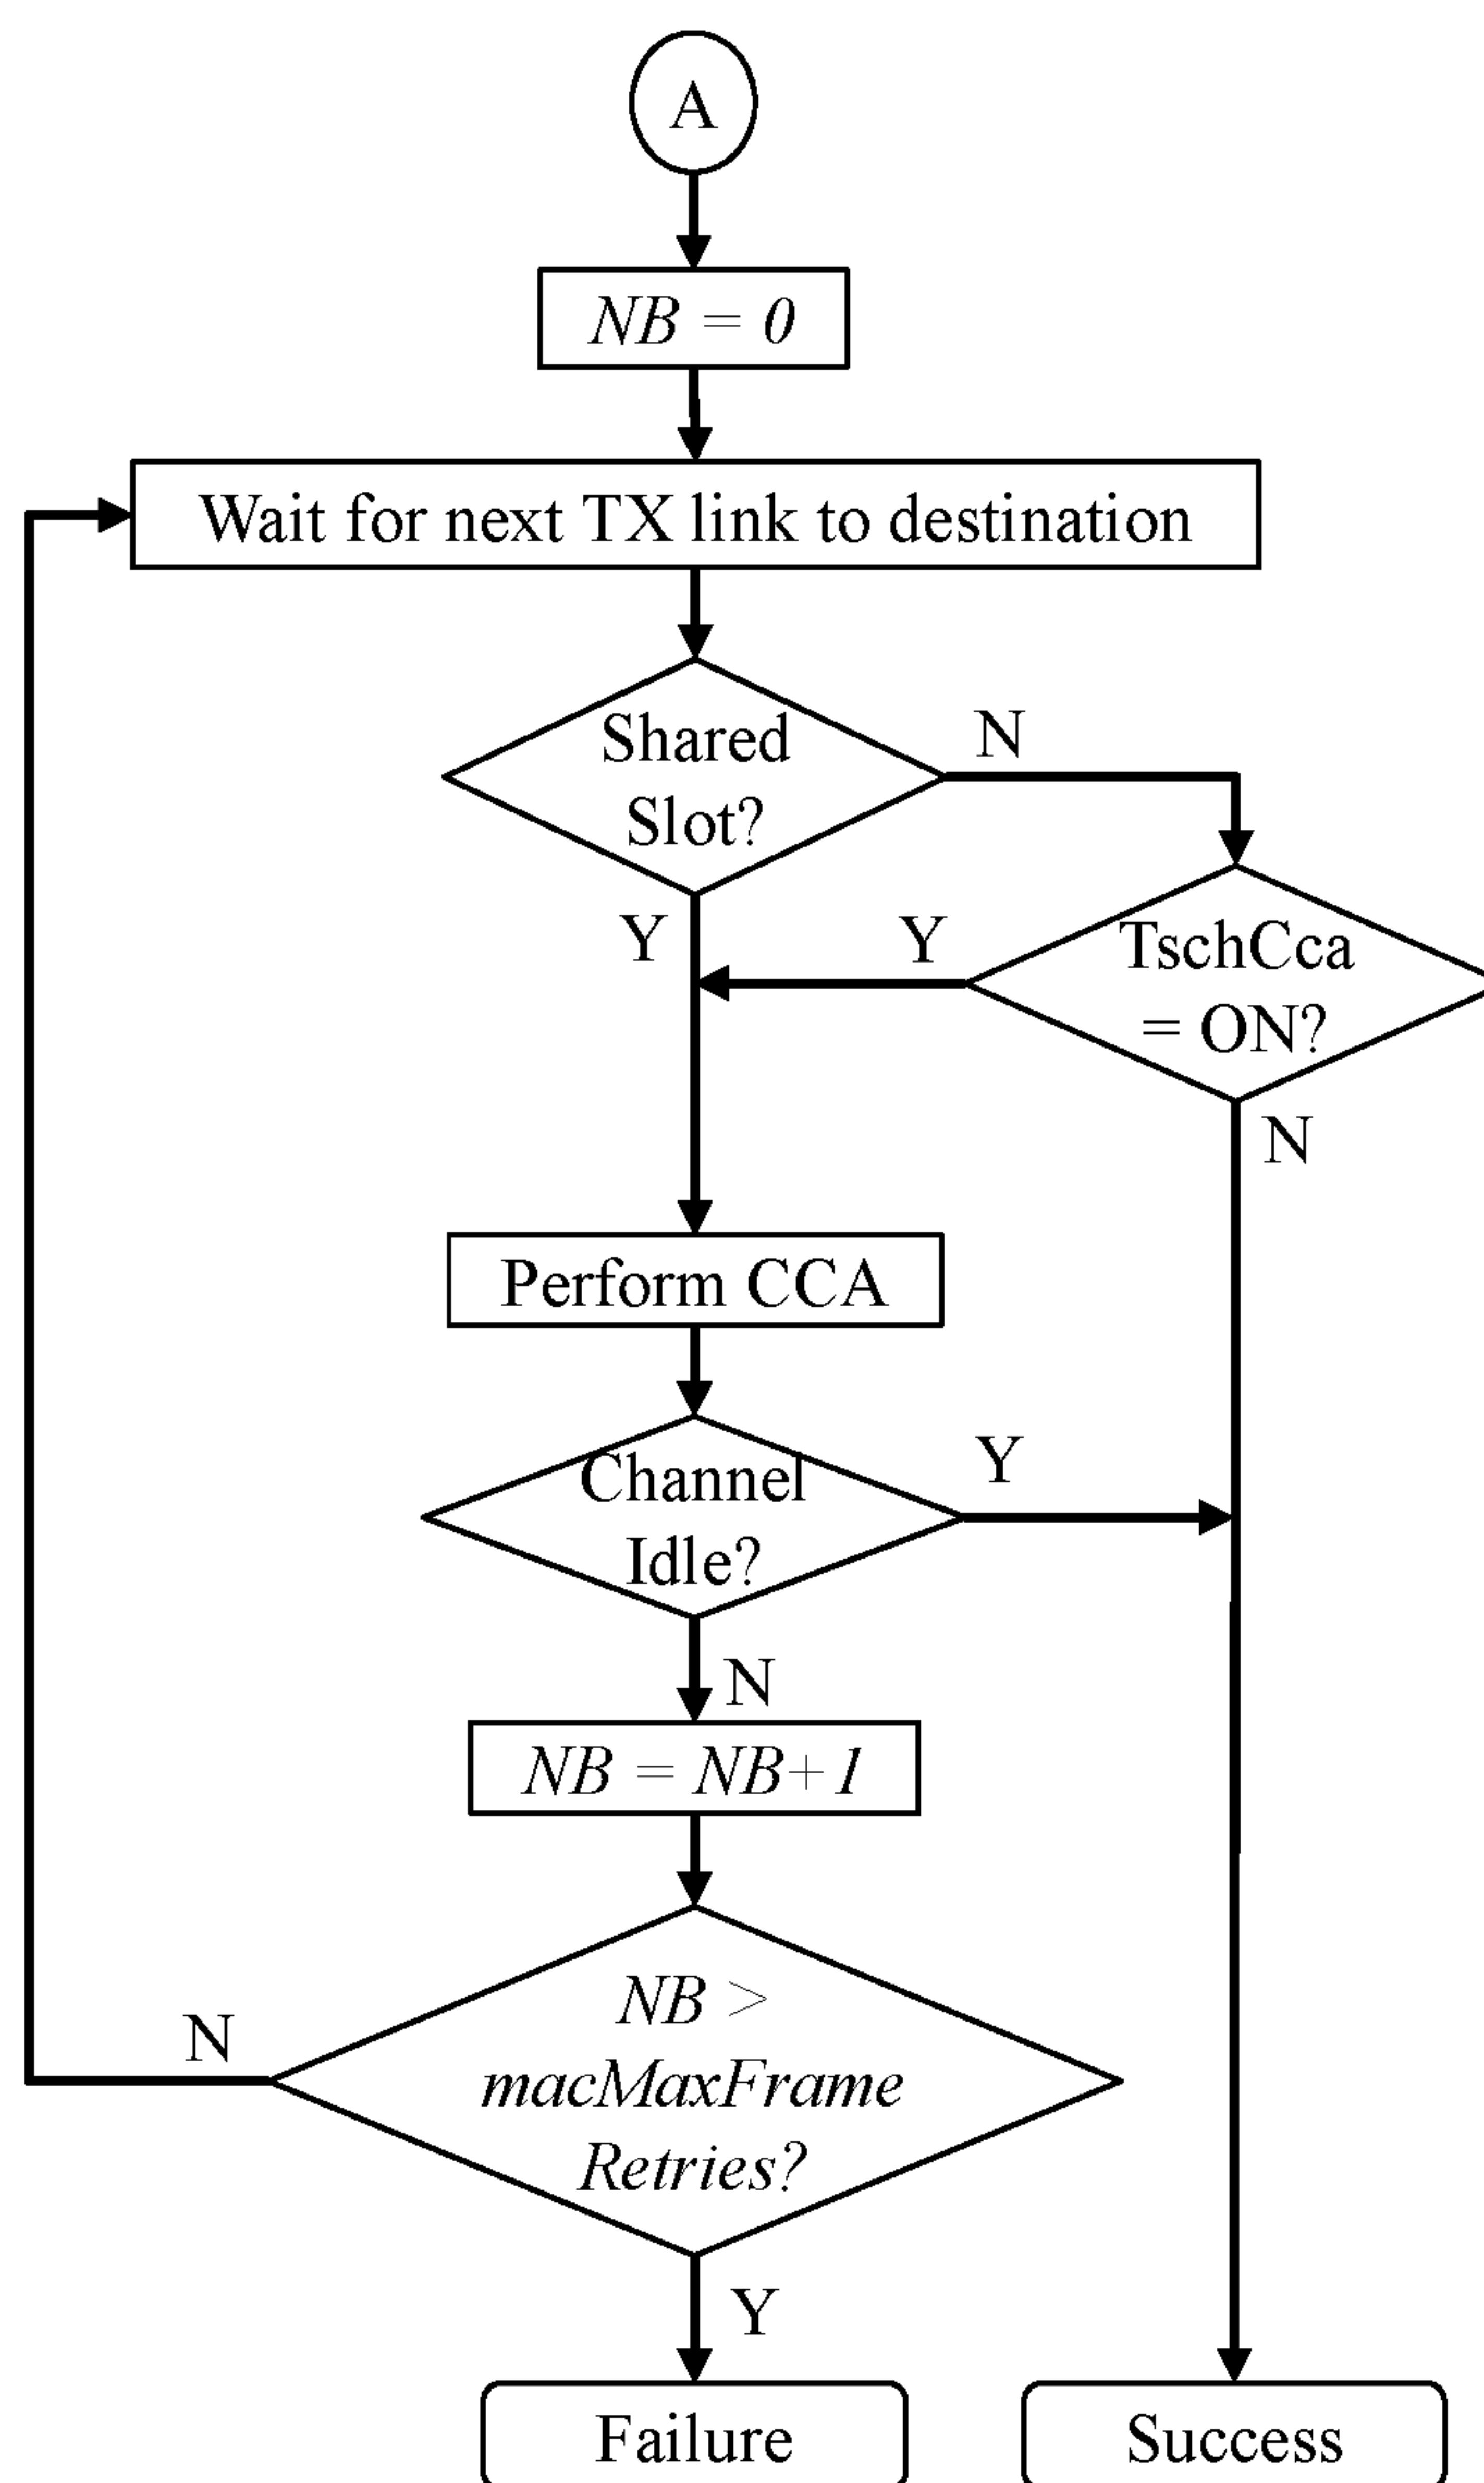 A
NB = 0
Wait for next TX link to destination
Shared
Slot?
N
Y
Y
TschCca
= ON?
N
Perform CCA
Channel
Idle?
Y
N
NB = NB+1
NB >
macMaxFrame
Retries?
N
Y
Failure
Success